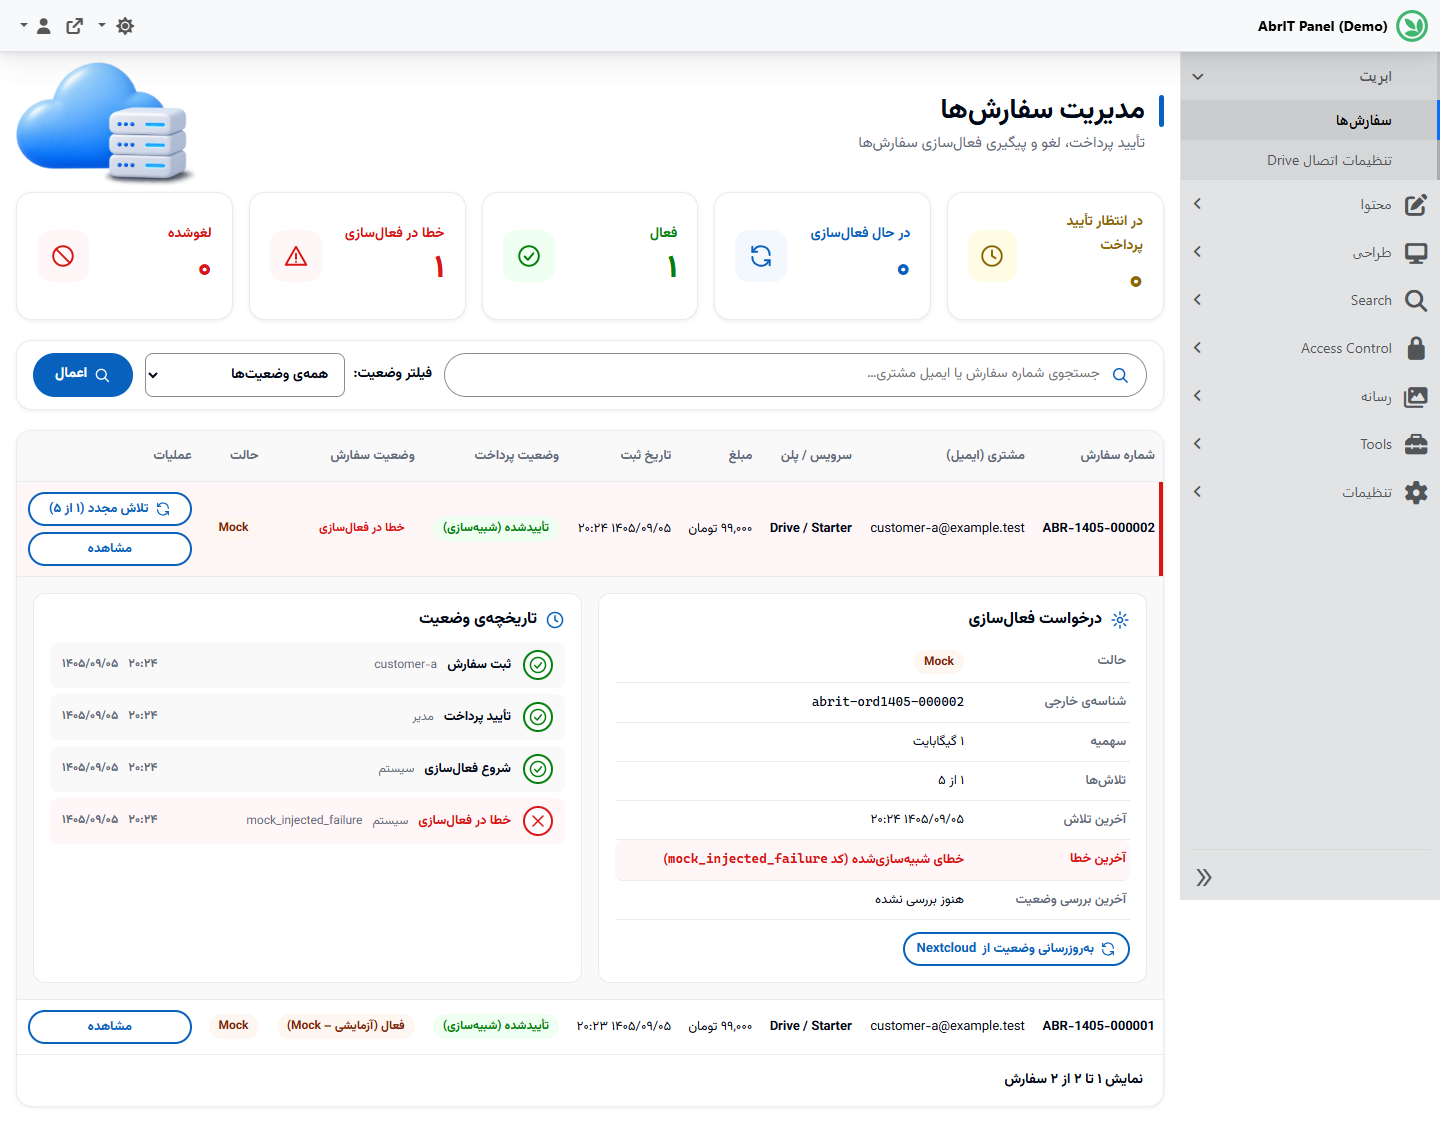 AbrIT Panel (Demo)
ابریت
سفارش‌ها
تنظیمات اتصال Drive
محتوا
طراحی
Search
Access Control
رسانه
Tools
تنظیمات
مدیریت سفارش‌ها
تأیید پرداخت، لغو و پیگیری فعال‌سازی سفارش‌ها
در انتظار تأیید پرداخت
۰
در حال فعال‌سازی
۰
فعال
۱
خطا در فعال‌سازی
۱
لغوشده
۰
جستجوی شماره سفارش یا ایمیل مشتری...
فیلتر وضعیت:
همه‌ی وضعیت‌ها
اعمال
شماره سفارش مشتری (ایمیل) سرویس / پلن مبلغ تاریخ ثبت وضعیت پرداخت وضعیت سفارش حالت عملیات
ABR-1405-000002 customer-a@example.test Drive / Starter ۹۹,۰۰۰ تومان ۱۴۰۵/۰۹/۰۵ ۲۰:۲۴ تأییدشده (شبیه‌سازی) خطا در فعال‌سازی Mock تلاش مجدد (۱ از ۵)
مشاهده
درخواست فعال‌سازی
حالت Mock
شناسه‌ی خارجی abrit-ord1405-000002
سهمیه ۱ گیگابایت
تلاش‌ها ۱ از ۵
آخرین تلاش ۱۴۰۵/۰۹/۰۵ ۲۰:۲۴
آخرین خطا خطای شبیه‌سازی‌شده (کد mock_injected_failure)
آخرین بررسی وضعیت هنوز بررسی نشده
به‌روزرسانی وضعیت از Nextcloud
تاریخچه‌ی وضعیت
ثبت سفارش customer-a ۲۰:۲۴ ۱۴۰۵/۰۹/۰۵
تأیید پرداخت مدیر ۲۰:۲۴ ۱۴۰۵/۰۹/۰۵
شروع فعال‌سازی سیستم ۲۰:۲۴ ۱۴۰۵/۰۹/۰۵
خطا در فعال‌سازی سیستم mock_injected_failure ۲۰:۲۴ ۱۴۰۵/۰۹/۰۵
ABR-1405-000001 customer-a@example.test Drive / Starter ۹۹,۰۰۰ تومان ۱۴۰۵/۰۹/۰۵ ۲۰:۲۳ تأییدشده (شبیه‌سازی) فعال (آزمایشی – Mock) Mock مشاهده
نمایش ۱ تا ۲ از ۲ سفارش